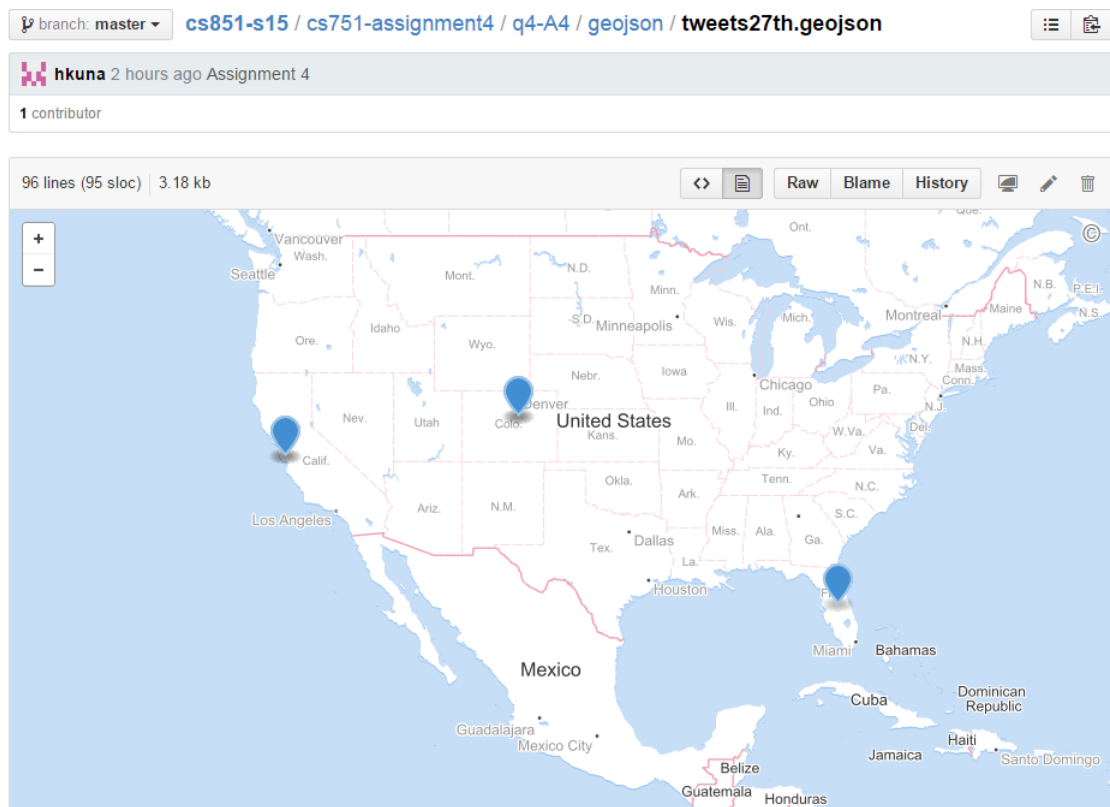 branch: master cs851-s15 / cs751-assignment4 / q4-A4 / geojson / tweets27th.geojson
hkuna 2 hours ago Assignment 4
1 contributor
96 lines (95 sloc) 3.18 kb <> Raw Blame History
+
−
Ont.
Que.
©
Vancouver
Wash.
Seattle
Mont.
N.D.
Minn.
N.B.
P.E.I.
Maine
N.S.
Montreal
S.D.
Minneapolis
Wis.
Mich.
Idaho
Ore.
Wyo.
N.H.
N.Y.
Mass.
Conn.
Iowa
Nebr.
Chicago
Pa.
N.J.
Ohio
Ill.
Ind.
Denver
Nev.
Utah
Colo.
United States
Kans.
Mo.
W.Va.
Del.
Va.
Ky.
Calif.
Okla.
Tenn.
N.C.
Ark.
Ariz.
N.M.
S.C.
Los Angeles
Miss.
Ala.
Ga.
Dallas
Tex.
La.
Houston
Miami
Bahamas
Mexico
Cuba
Dominican
Republic
Guadalajara
Mexico City
Haiti
Jamaica
Santo Domingo
Belize
Guatemala
Honduras